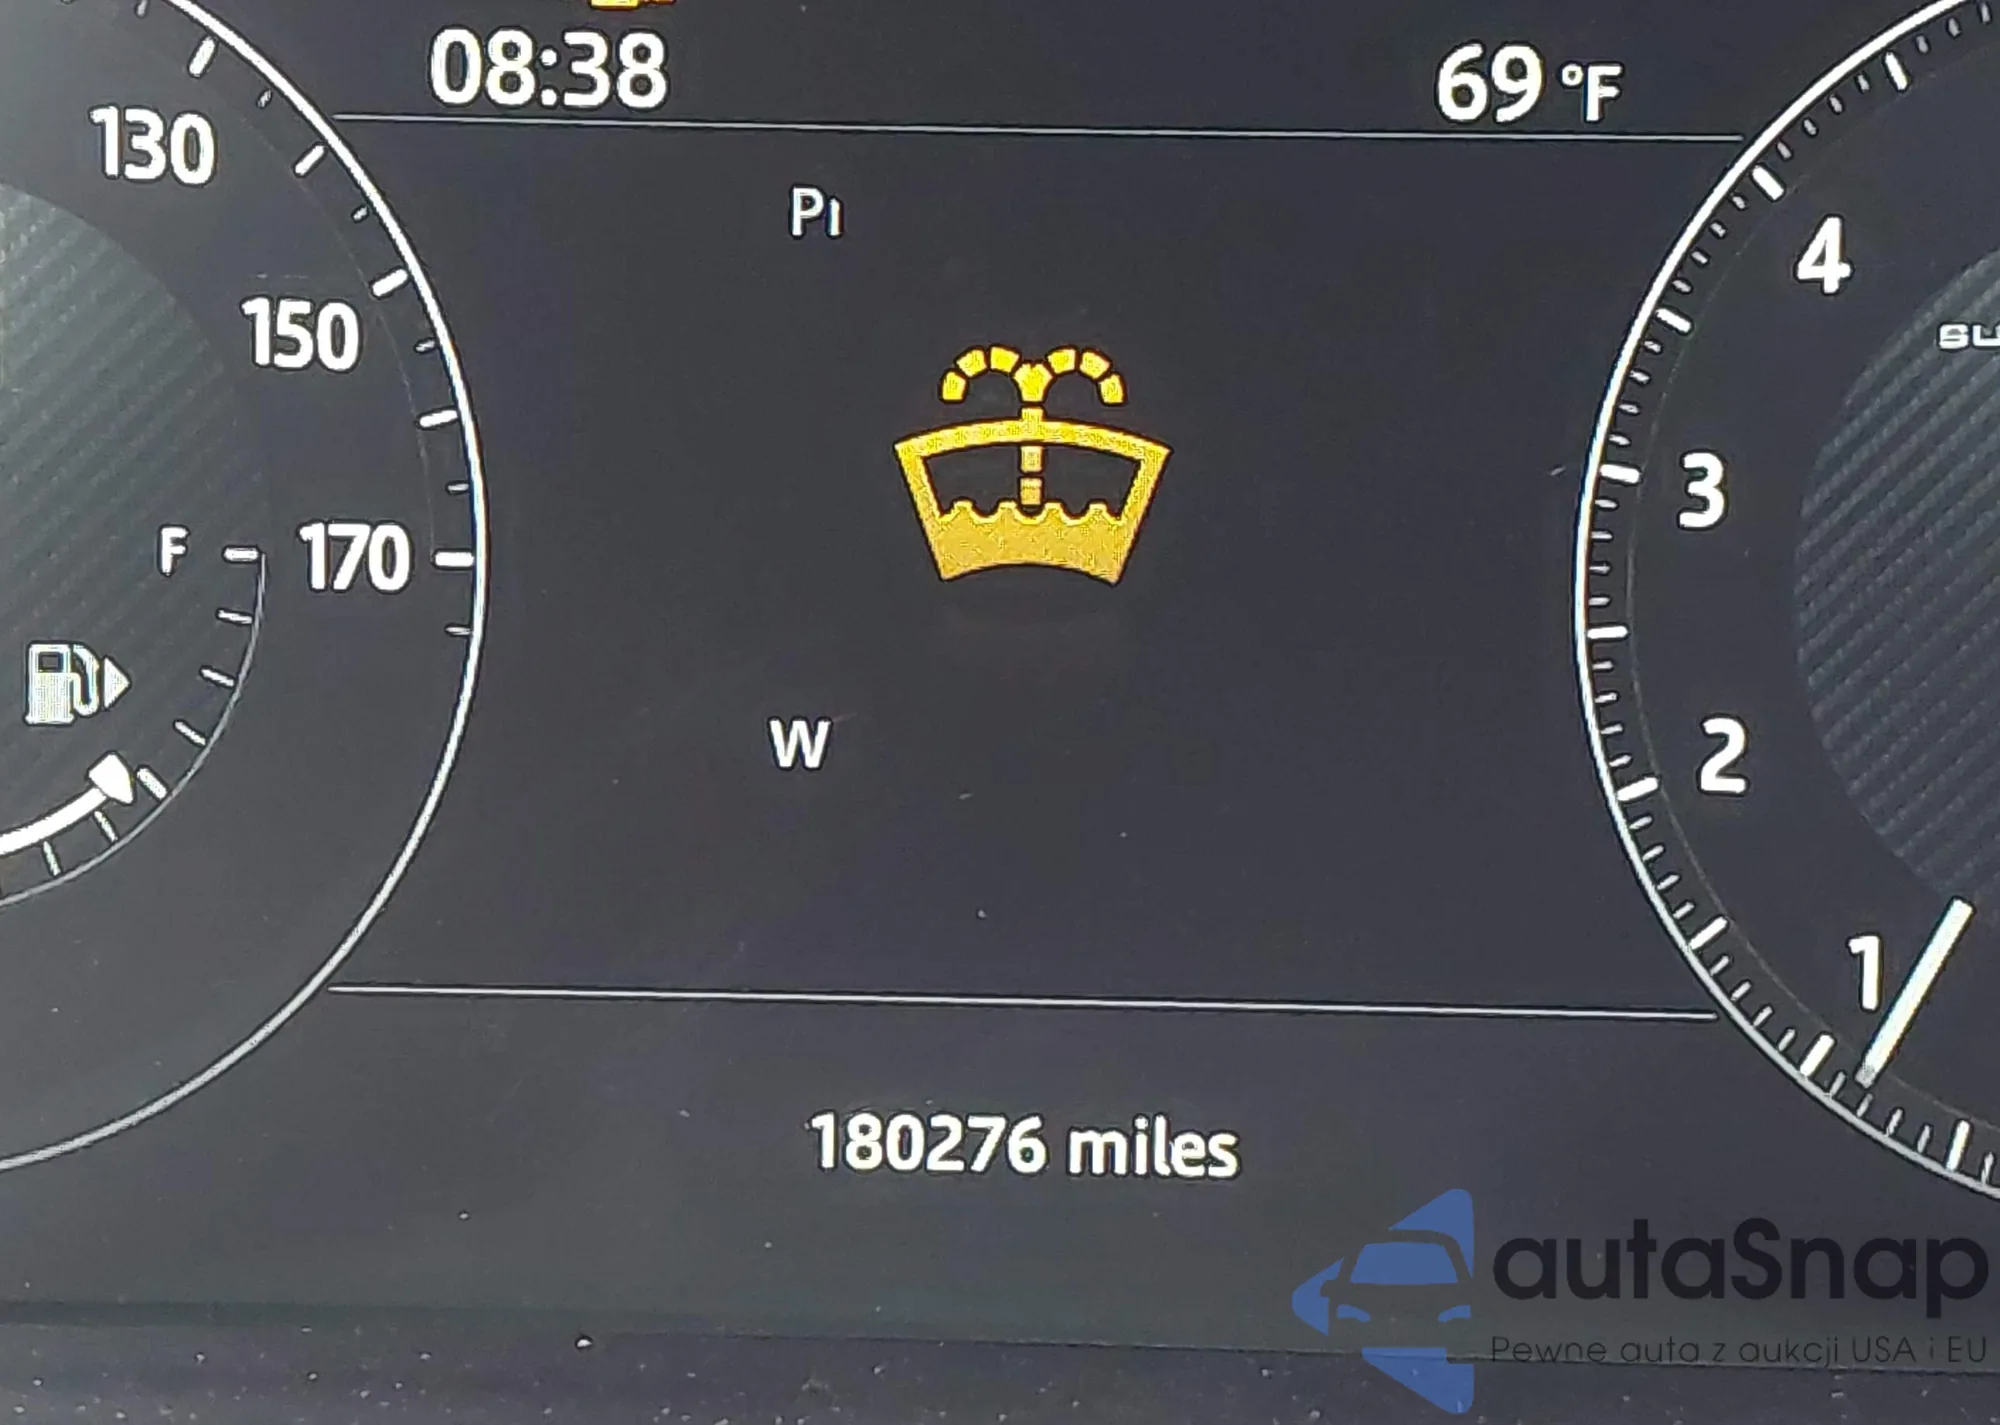 08:38
69 °F
130
150
170
F
4
3
2
1
W
180276 miles
autaSnap
Pewne auta z aukcji USA i EU